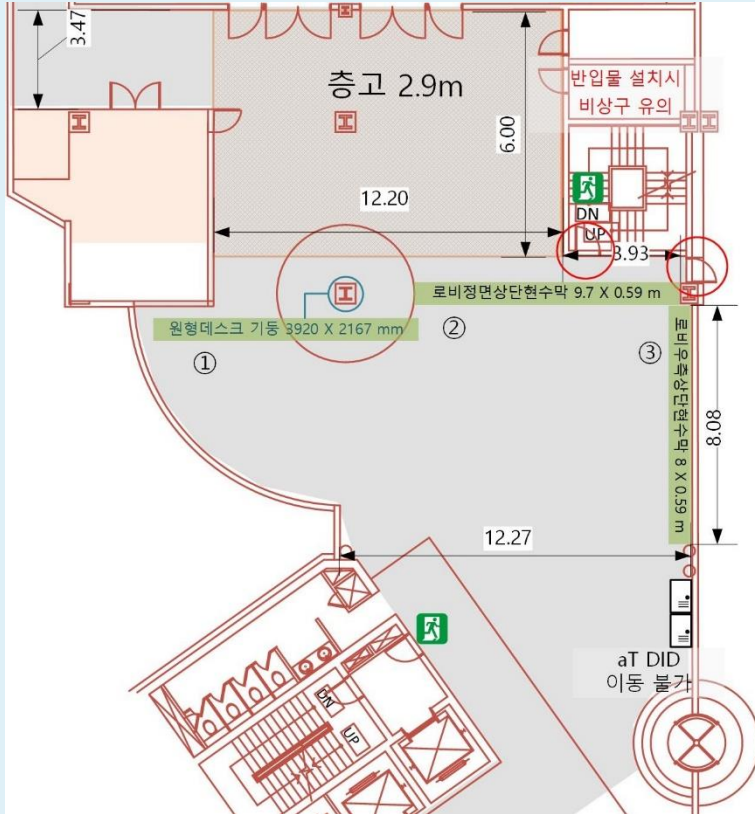 3.47
층고 2.9m
반입물 설치시
비상구 유의
6.00
12.20
DN
UP
3.93
로비정면상단현수막 9.7 X 0.59 m
원형데스크 기둥 3920 X 2167 mm
②
①
③
로비우측상단현수막 8 X 0.59 m
8.08
12.27
aT DID
이동 불가
DN
UP